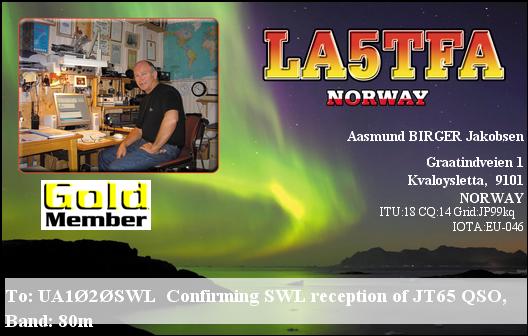 LA5TFA
NORWAY
Aasmund BIRGER Jakobsen
Graatindveien 1
Kvaloysletta, 9101
NORWAY
ITU:18 CQ:14 Grid:JP99kq
IOTA:EU-046
Gold
Member
To: UA1Ø2ØSWL Confirming SWL reception of JT65 QSO,
Band: 80m